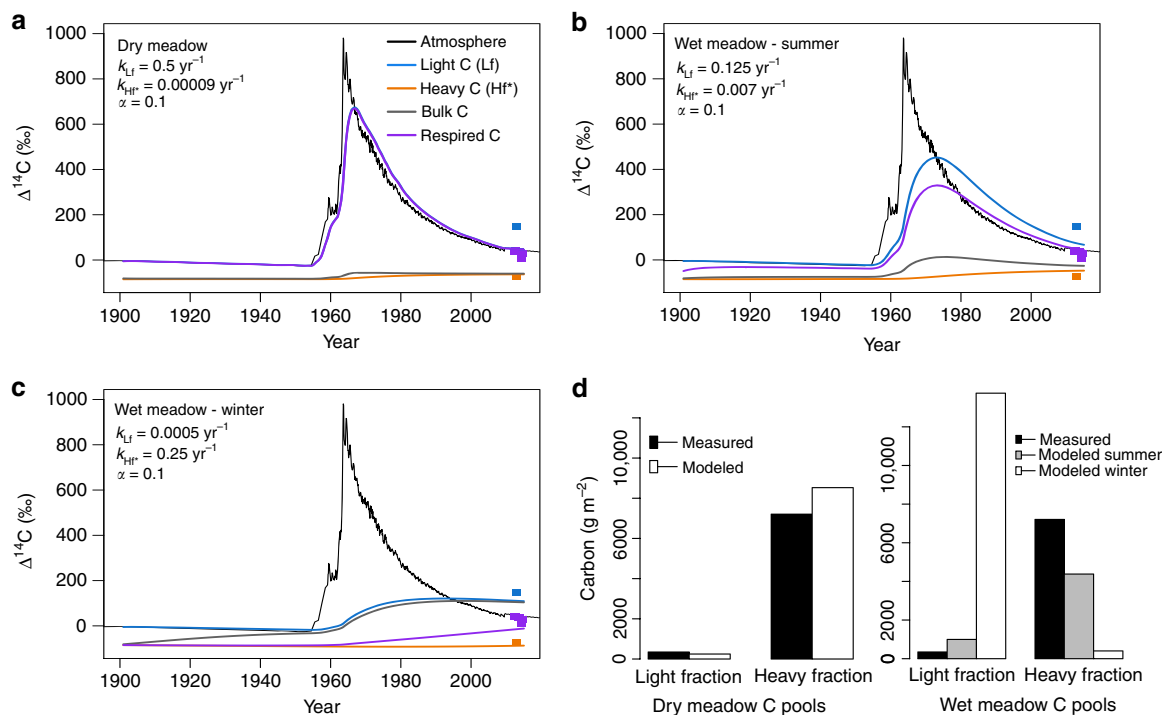 a
Dry meadow
k_Lf = 0.5 yr⁻¹
k_Hf* = 0.00009 yr⁻¹
α = 0.1
Atmosphere
Light C (Lf)
Heavy C (Hf*)
Bulk C
Respired C
Δ¹⁴C (‰)
1000
800
600
400
200
0
1900 1920 1940 1960 1980 2000
Year
b
Wet meadow - summer
k_Lf = 0.125 yr⁻¹
k_Hf* = 0.007 yr⁻¹
α = 0.1
Δ¹⁴C (‰)
1000
800
600
400
200
0
1900 1920 1940 1960 1980 2000
Year
c
Wet meadow - winter
k_Lf = 0.0005 yr⁻¹
k_Hf* = 0.25 yr⁻¹
α = 0.1
Δ¹⁴C (‰)
1000
800
600
400
200
0
1900 1920 1940 1960 1980 2000
Year
d
Measured
Modeled
Carbon (g m⁻²)
10,000
6000
2000
0
Light fraction Heavy fraction
Dry meadow C pools
Measured
Modeled summer
Modeled winter
10,000
6000
2000
0
Light fraction Heavy fraction
Wet meadow C pools